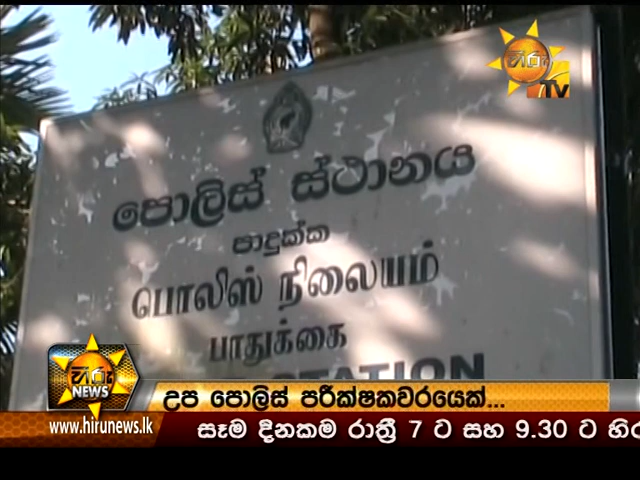 හිරු
TV
පොලිස් ස්ථානය
පාදුක්ක
பொலிஸ் நிலையம்
பாதுக்கை
STATION
හිරු
NEWS
උප පොලිස් පරීක්ෂකවරයෙක්...
www.hirunews.lk
සෑම දිනකම රාත්‍රී 7 ට සහ 9.30 ට හිරු